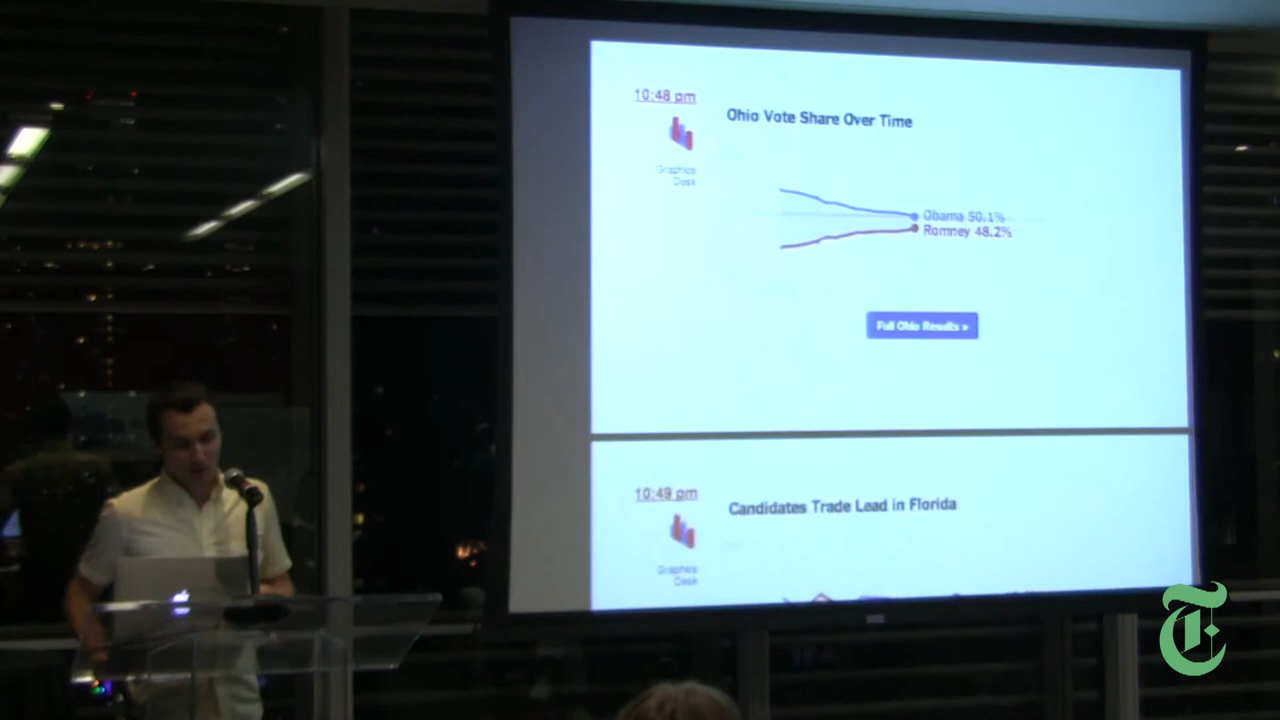 10:48 pm
Ohio Vote Share Over Time
Graphics
Desk
Obama 50.1%
Romney 48.2%
Full Ohio Results »
10:49 pm
Candidates Trade Lead in Florida
Graphics
Desk
T